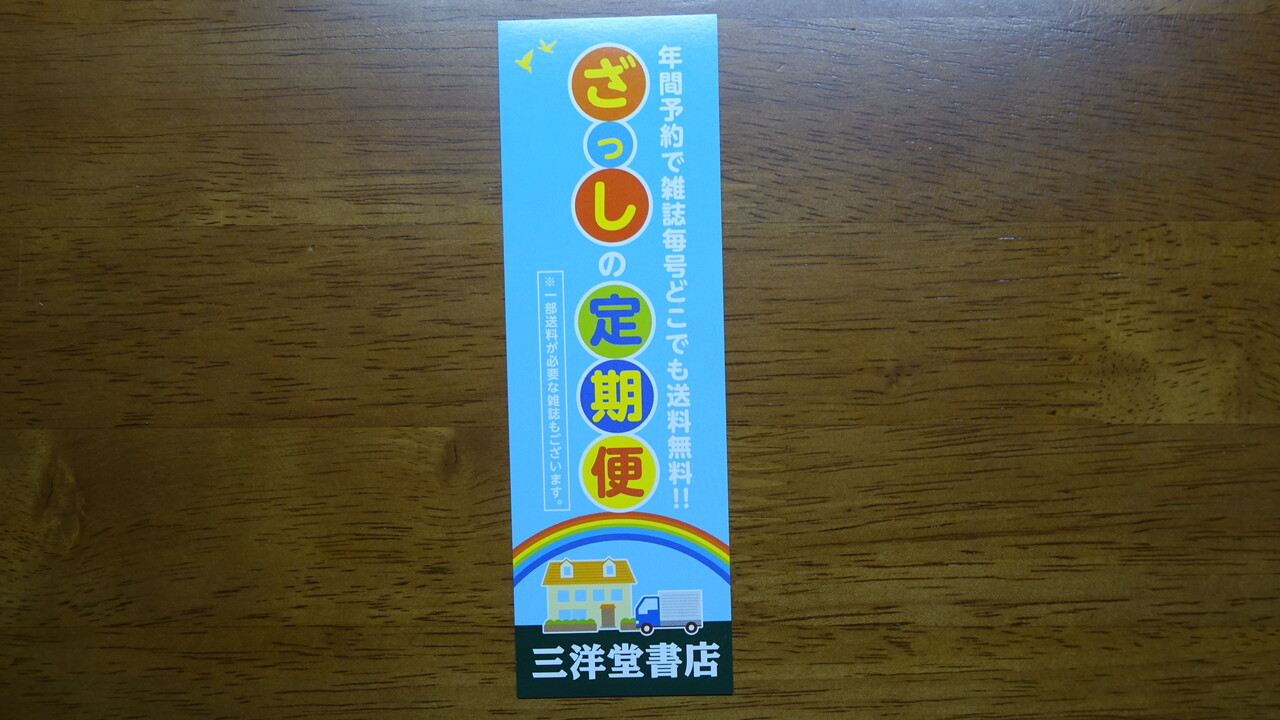 年間予約で雑誌毎号どこでも送料無料!!
ざっしの定期便
※一部送料が必要な雑誌もございます。
三洋堂書店